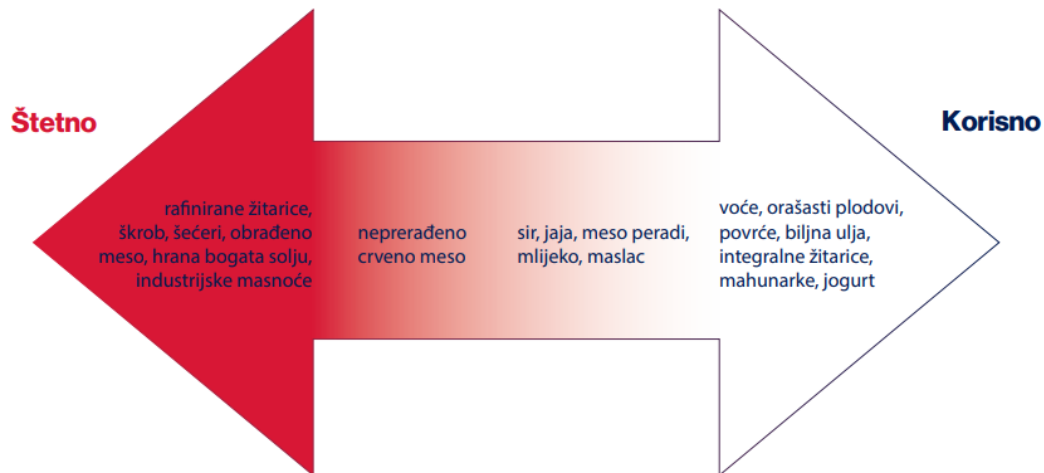 Štetno
Korisno
rafinirane žitarice,
škrob, šećeri, obrađeno
meso, hrana bogata solju,
industrijske masnoće
neprerađeno
crveno meso
sir, jaja, meso peradi,
mlijeko, maslac
voće, orašasti plodovi,
povrće, biljna ulja,
integralne žitarice,
mahunarke, jogurt